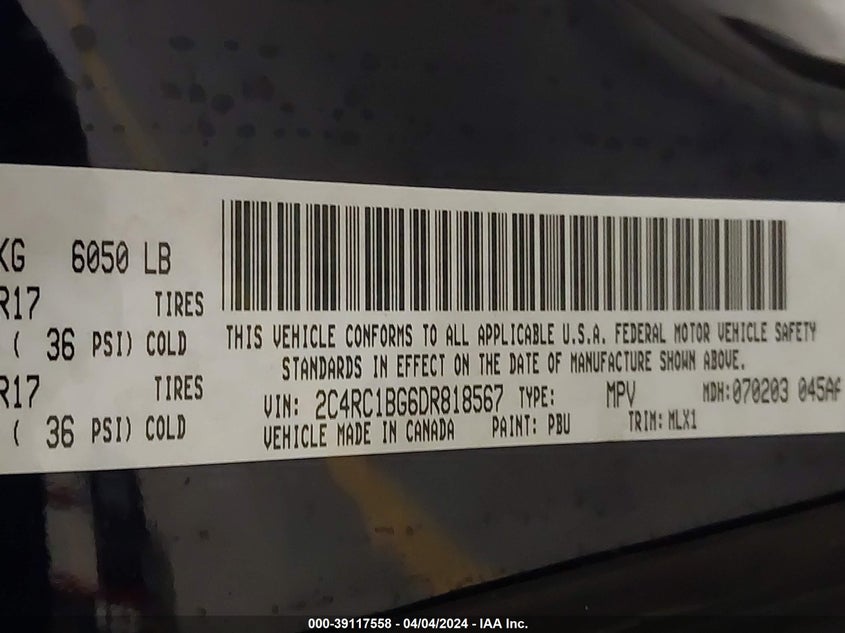 KG 6050 LB
R17 TIRES
( 36 PSI) COLD
R17 TIRES
( 36 PSI) COLD
THIS VEHICLE CONFORMS TO ALL APPLICABLE U.S.A. FEDERAL MOTOR VEHICLE SAFETY
STANDARDS IN EFFECT ON THE DATE OF MANUFACTURE SHOWN ABOVE.
VIN: 2C4RC1BG6DR818567 TYPE: MPV MDH:070203 045AF
VEHICLE MADE IN CANADA PAINT: PBU TRIM: MLX1
000-39117558 - 04/04/2024 - IAA Inc.